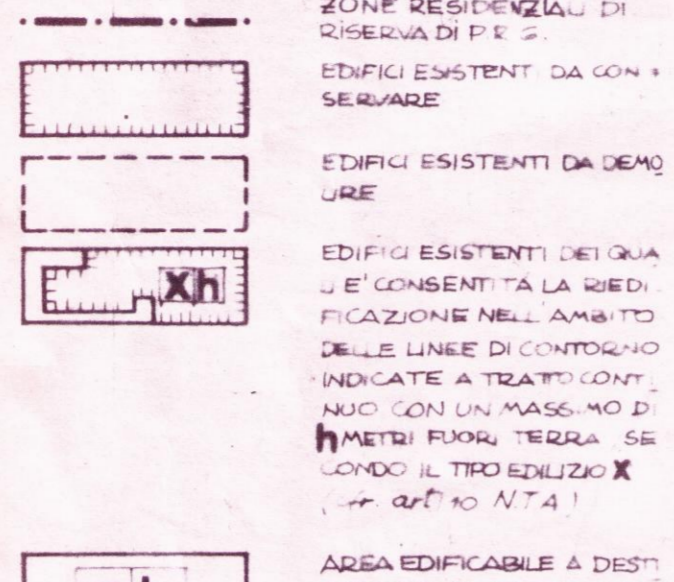 ZONE RESIDENZIALI DI
RISERVA DI P.R.G.
EDIFICI ESISTENTI DA CON
SERVARE
EDIFICI ESISTENTI DA DEMO
LIRE
EDIFICI ESISTENTI DEI QUA
LI E' CONSENTITA LA RIEDI
Xh
FICAZIONE NELL'AMBITO
DELLE LINEE DI CONTORNO
INDICATE A TRATTO CONTI
NUO CON UN MASSIMO DI
h METRI FUORI TERRA SE
CONDO IL TIPO EDILIZIO X
art 10 N.T.A.
AREA EDIFICABILE A DESTI